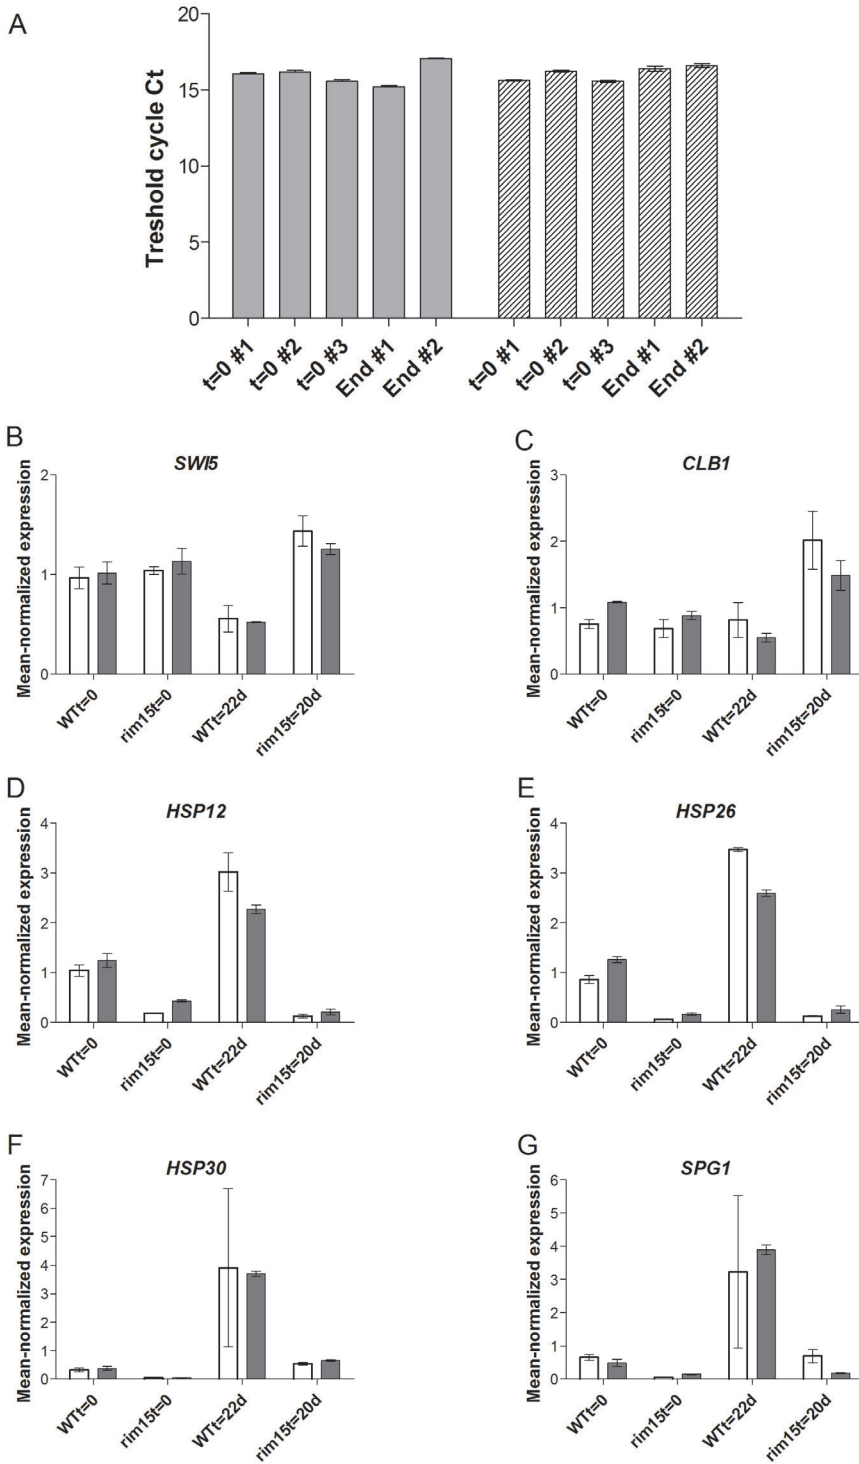 A
Treshold cycle Ct
20
15
10
5
0
t=0 #1
t=0 #2
t=0 #3
End #1
End #2
t=0 #1
t=0 #2
t=0 #3
End #1
End #2
B
SWI5
Mean-normalized expression
2
1
0
WTt=0
rim15t=0
WTt=22d
rim15t=20d
C
CLB1
Mean-normalized expression
3
2
1
0
WTt=0
rim15t=0
WTt=22d
rim15t=20d
D
HSP12
Mean-normalized expression
4
3
2
1
0
WTt=0
rim15t=0
WTt=22d
rim15t=20d
E
HSP26
Mean-normalized expression
4
3
2
1
0
WTt=0
rim15t=0
WTt=22d
rim15t=20d
F
HSP30
Mean-normalized expression
7
6
5
4
3
2
1
0
WTt=0
rim15t=0
WTt=22d
rim15t=20d
G
SPG1
Mean-normalized expression
6
5
4
3
2
1
0
WTt=0
rim15t=0
WTt=22d
rim15t=20d